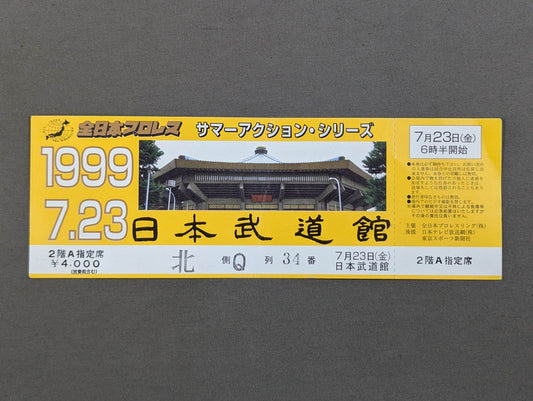 全日本プロレス サマーアクション・シリーズ
1999
7.23
日本武道館
2階A指定席
¥4,000
(消費税含む)
北側Q列34番
7月23日(金)
日本武道館
7月23日(金)
6時半開始
主催 全日本プロレスリング(株)
後援 日本テレビ放送網(株)
東京スポーツ新聞社
2階A指定席